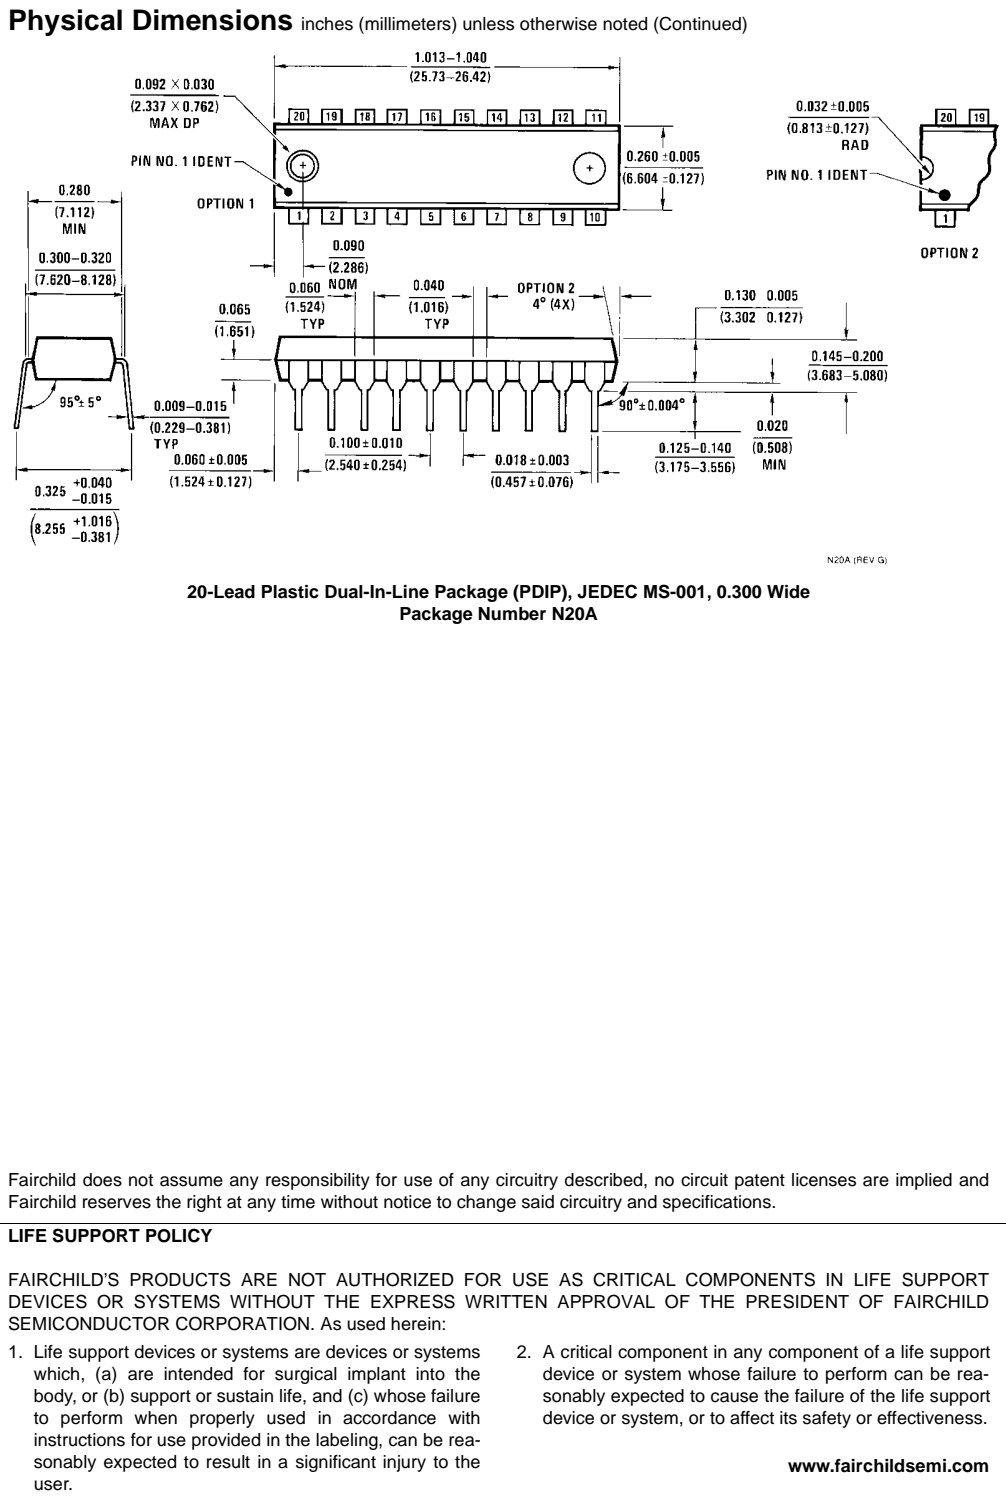 Physical Dimensions inches (millimeters) unless otherwise noted (Continued)
1.013–1.040
(25.73–26.42)
0.092 × 0.030
(2.337 × 0.762)
MAX DP
20 19 18 17 16 15 14 13 12 11
PIN NO. 1 IDENT
OPTION 1
1 2 3 4 5 6 7 8 9 10
0.260 ±0.005
(6.604 ±0.127)
0.032 ±0.005
(0.813 ±0.127)
RAD
PIN NO. 1 IDENT
20 19
1
OPTION 2
0.280
(7.112)
MIN
0.300–0.320
(7.620–8.128)
95°± 5°
0.009–0.015
(0.229–0.381)
TYP
0.325 +0.040
–0.015
(8.255 +1.016
–0.381)
0.090
(2.286)
NOM
0.060
(1.524)
TYP
0.040
(1.016)
TYP
OPTION 2
4° (4X)
0.065
(1.651)
0.130 0.005
(3.302 0.127)
0.145–0.200
(3.683–5.080)
90°±0.004°
0.020
(0.508)
MIN
0.125–0.140
(3.175–3.556)
0.060 ±0.005
(1.524 ±0.127)
0.100 ±0.010
(2.540 ±0.254)
0.018 ±0.003
(0.457 ±0.076)
N20A (REV G)
20-Lead Plastic Dual-In-Line Package (PDIP), JEDEC MS-001, 0.300 Wide
Package Number N20A
Fairchild does not assume any responsibility for use of any circuitry described, no circuit patent licenses are implied and
Fairchild reserves the right at any time without notice to change said circuitry and specifications.
LIFE SUPPORT POLICY
FAIRCHILD'S PRODUCTS ARE NOT AUTHORIZED FOR USE AS CRITICAL COMPONENTS IN LIFE SUPPORT
DEVICES OR SYSTEMS WITHOUT THE EXPRESS WRITTEN APPROVAL OF THE PRESIDENT OF FAIRCHILD
SEMICONDUCTOR CORPORATION. As used herein:
1. Life support devices or systems are devices or systems
which, (a) are intended for surgical implant into the
body, or (b) support or sustain life, and (c) whose failure
to perform when properly used in accordance with
instructions for use provided in the labeling, can be rea-
sonably expected to result in a significant injury to the
user.
2. A critical component in any component of a life support
device or system whose failure to perform can be rea-
sonably expected to cause the failure of the life support
device or system, or to affect its safety or effectiveness.
www.fairchildsemi.com